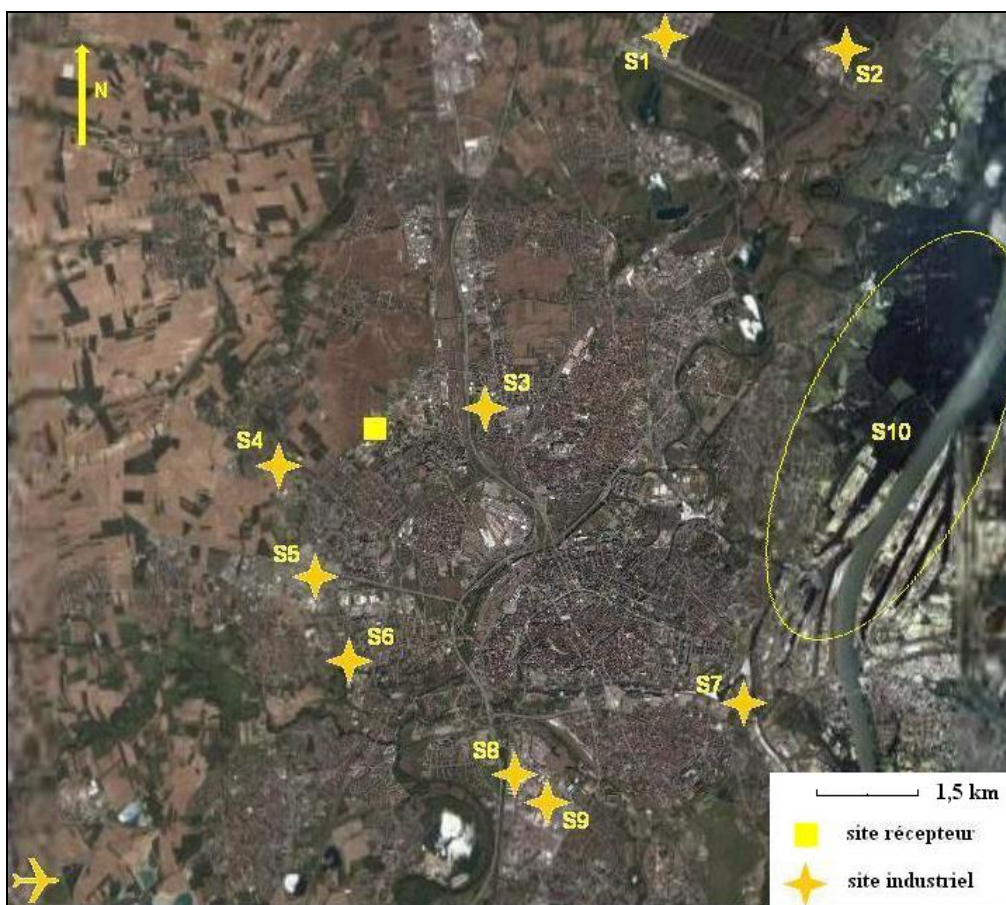 S1
S2
N
S10
S3
S4
S5
S6
S7
S8
S9
1,5 km
site récepteur
site industriel